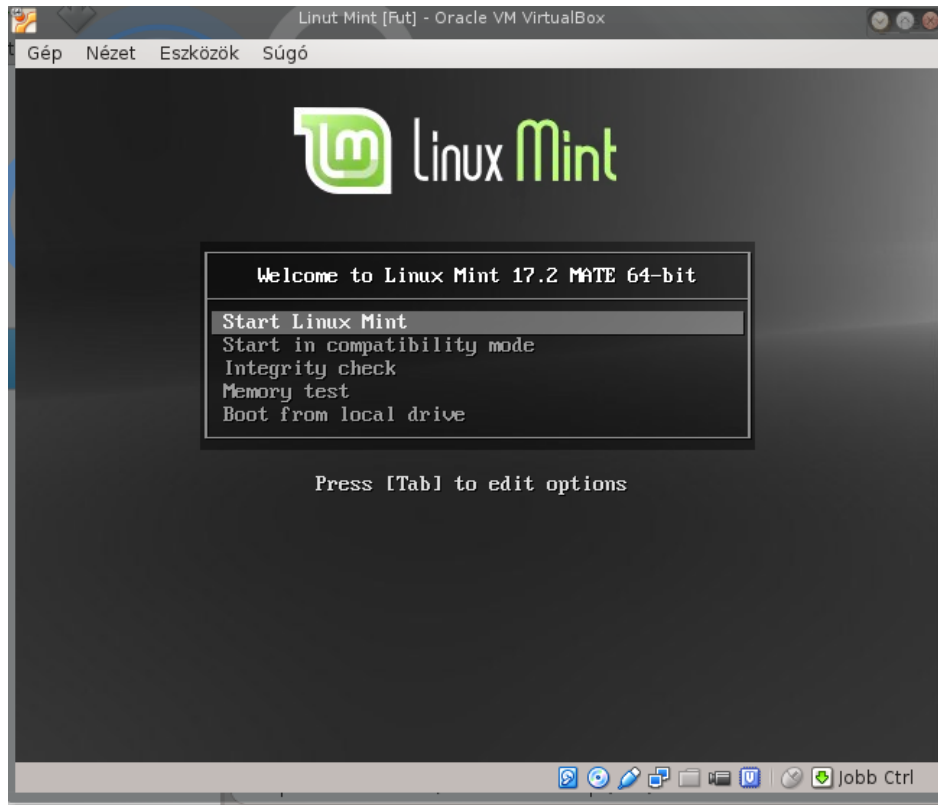 Linut Mint [Fut] - Oracle VM VirtualBox
Gép Nézet Eszközök Súgó
lm Linux Mint
Welcome to Linux Mint 17.2 MATE 64-bit
Start Linux Mint
Start in compatibility mode
Integrity check
Memory test
Boot from local drive
Press [Tab] to edit options
Jobb Ctrl